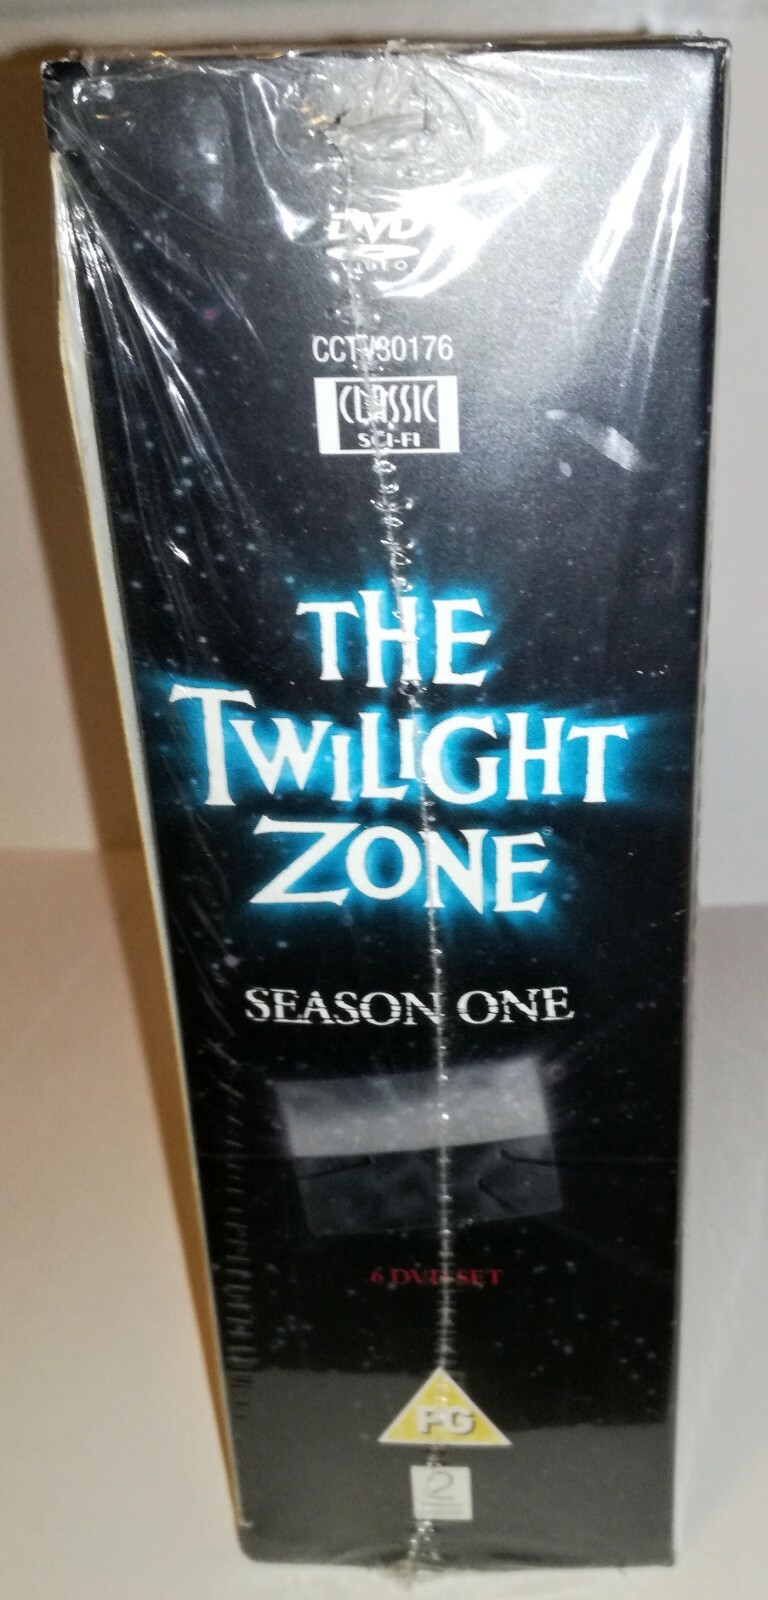 DVD
VIDEO
CCTV30176
CLASSIC
SCI-FI
THE
TWILIGHT
ZONE®
SEASON ONE
6 DVD SET
PG
2